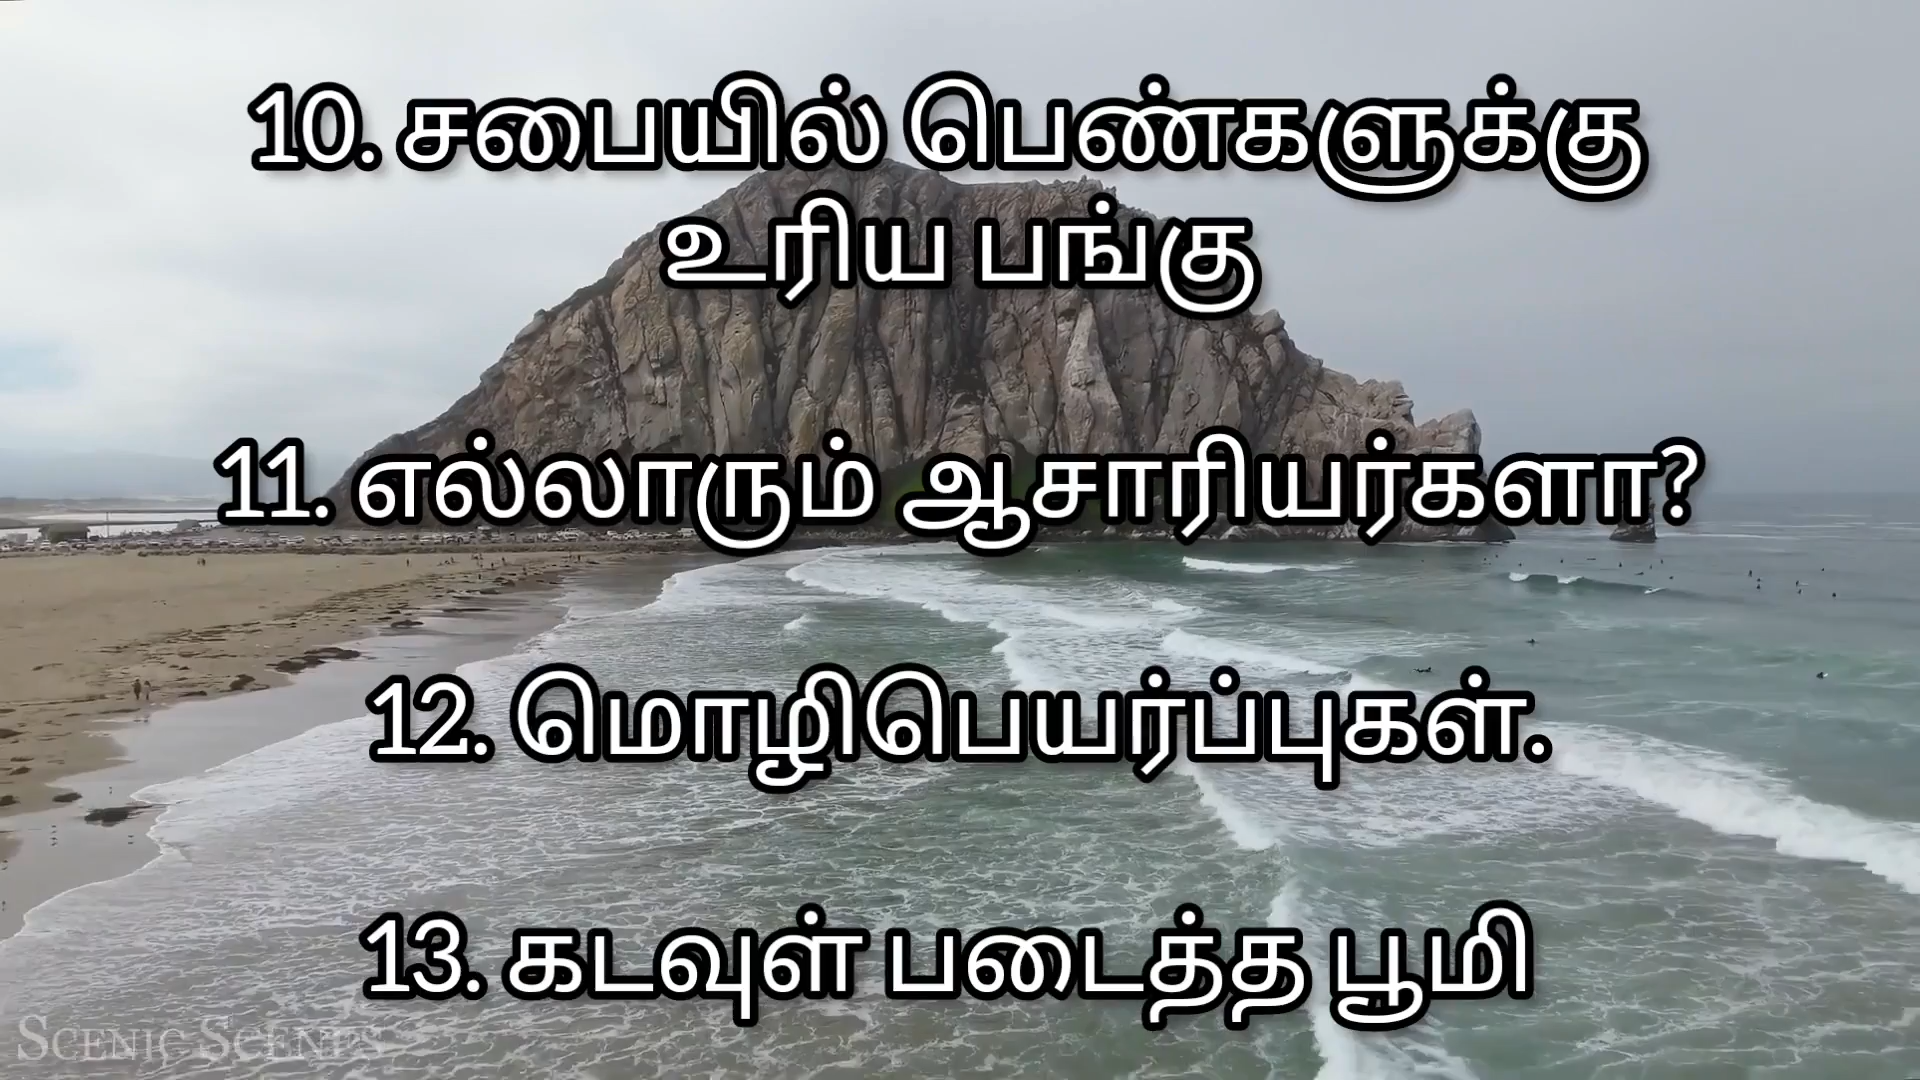 10. சபையில் பெண்களுக்கு
உரிய பங்கு
11. எல்லாரும் ஆசாரியர்களா?
12. மொழிபெயர்ப்புகள்.
13. கடவுள் படைத்த பூமி
SCENIC SCENES